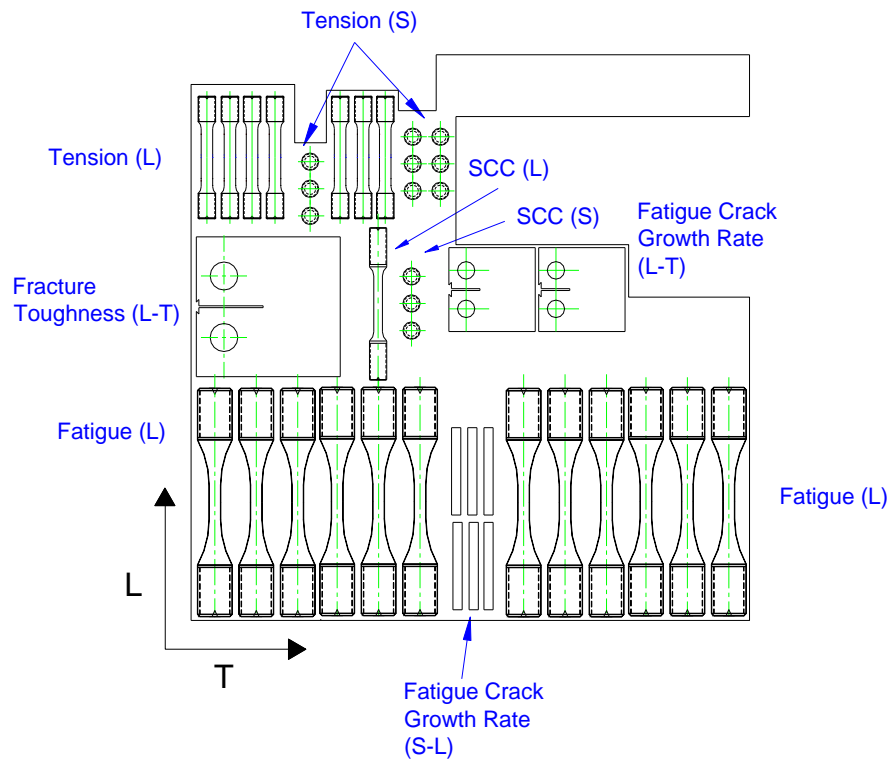 Tension (S)
Tension (L)
SCC (L)
SCC (S)
Fatigue Crack
Growth Rate
(L-T)
Fracture
Toughness (L-T)
Fatigue (L)
Fatigue (L)
L
T
Fatigue Crack
Growth Rate
(S-L)